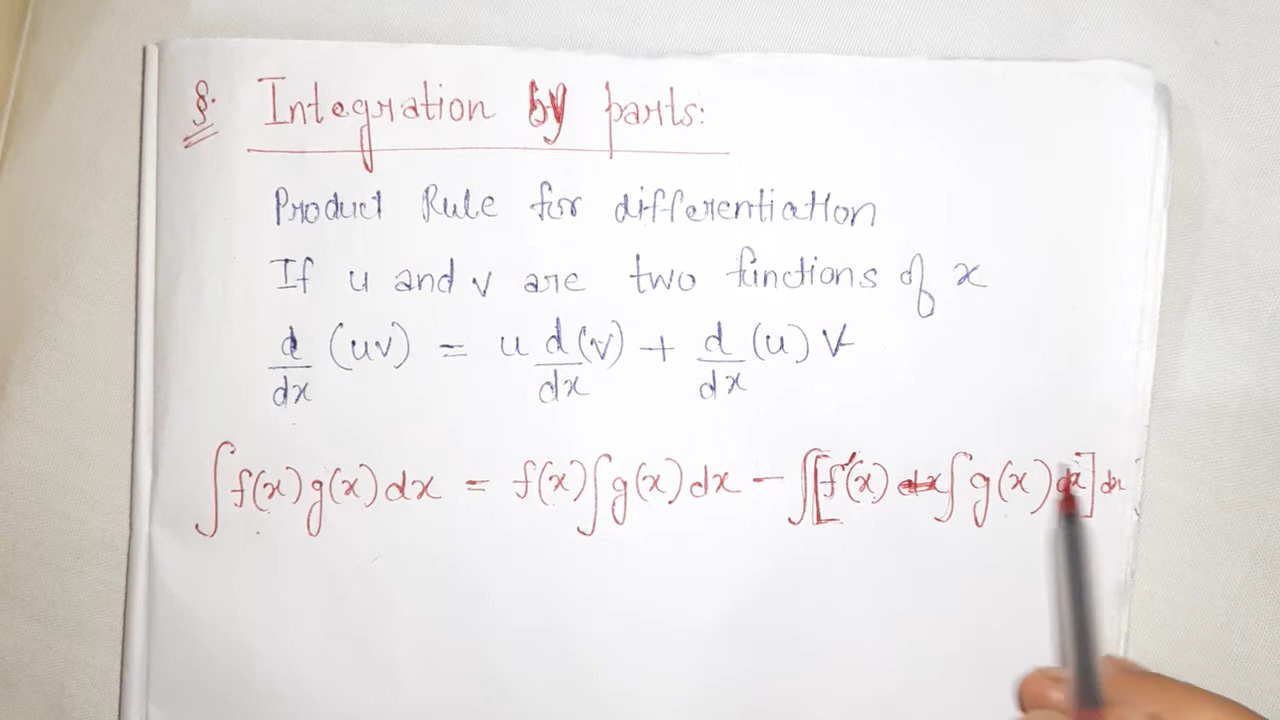 §. Integration by parts:
Product Rule for differentiation
If u and v are two functions of x
d/dx (uv) = u d/dx (v) + d/dx (u) v
∫f(x)g(x)dx = f(x)∫g(x)dx - ∫[f'(x) ∫g(x)dx]dx